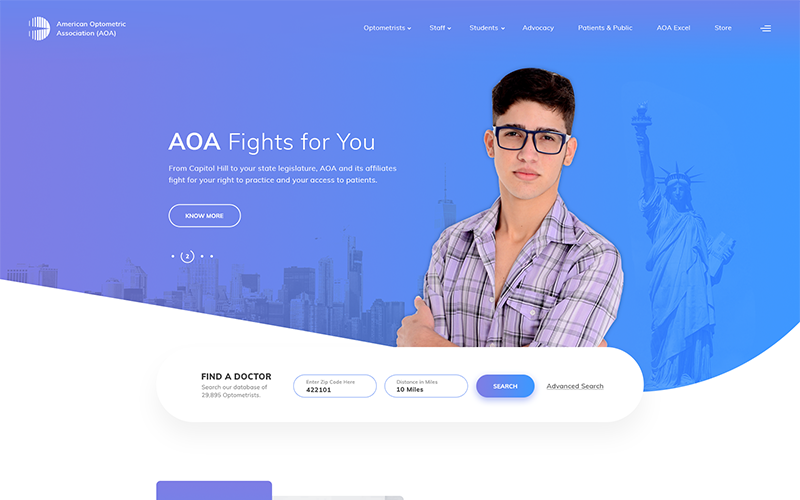 American Optometric
Association (AOA)
Optometrists
Staff
Students
Advocacy
Patients & Public
AOA Excel
Store
AOA Fights for You
From Capitol Hill to your state legislature, AOA and its affiliates
fight for your right to practice and your access to patients.
KNOW MORE
2
FIND A DOCTOR
Search our database of
29,895 Optometrists.
Enter Zip Code Here
422101
Distance in Miles
10 Miles
SEARCH
Advanced Search